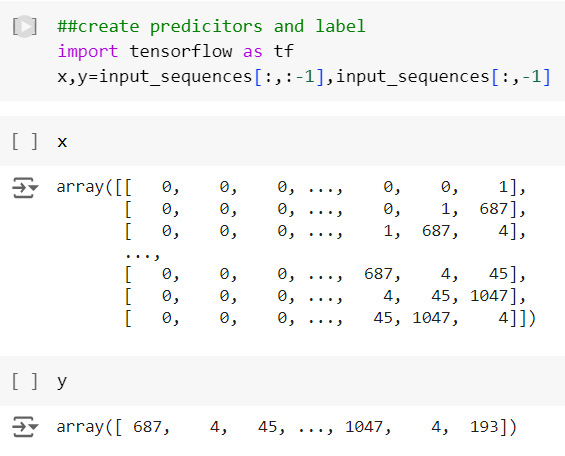 [ ] ##create predicitors and label
import tensorflow as tf
x,y=input_sequences[:,:-1],input_sequences[:,-1]
[ ] x
array([[   0,    0,    0, ...,    0,    0,    1],
[   0,    0,    0, ...,    0,    1,  687],
[   0,    0,    0, ...,    1,  687,    4],
...,
[   0,    0,    0, ...,  687,    4,   45],
[   0,    0,    0, ...,    4,   45, 1047],
[   0,    0,    0, ...,   45, 1047,    4]])
[ ] y
array([ 687,    4,   45, ..., 1047,    4,  193])